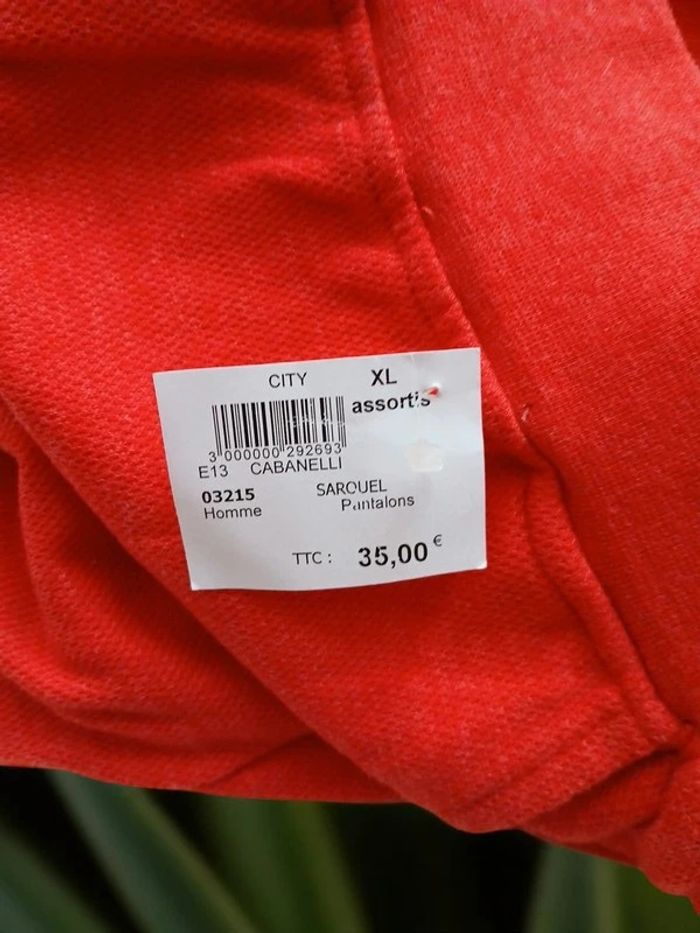 CITY XL
assortis
3 000000 292693
E13 CABANELLI
03215 SAROUEL
Homme Pantalons
TTC : 35,00 €